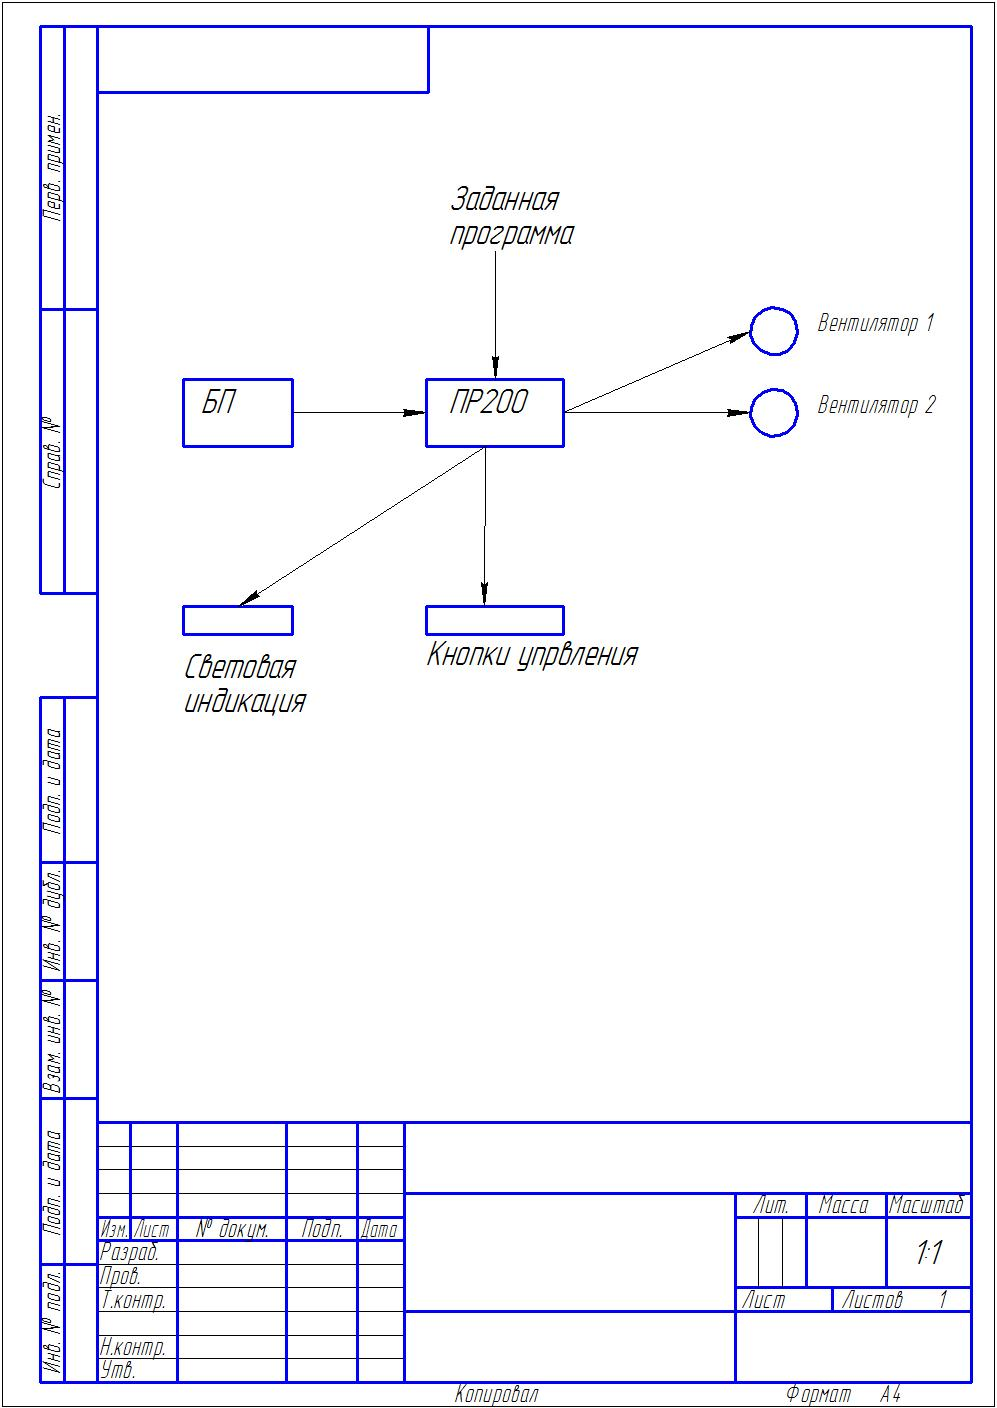 Перв. примен.
Справ. №
Подп. и дата
Инв. № дубл.
Взам. инв. №
Подп. и дата
Инв. № подл.
Заданная
программа
БП
ПР200
Вентилятор 1
Вентилятор 2
Световая
индикация
Кнопки упрвления
Изм. Лист № докум. Подп. Дата
Разраб.
Пров.
Т.контр.
Н.контр.
Утв.
Лит. Масса Масштаб
1:1
Лист Листов 1
Копировал Формат А4